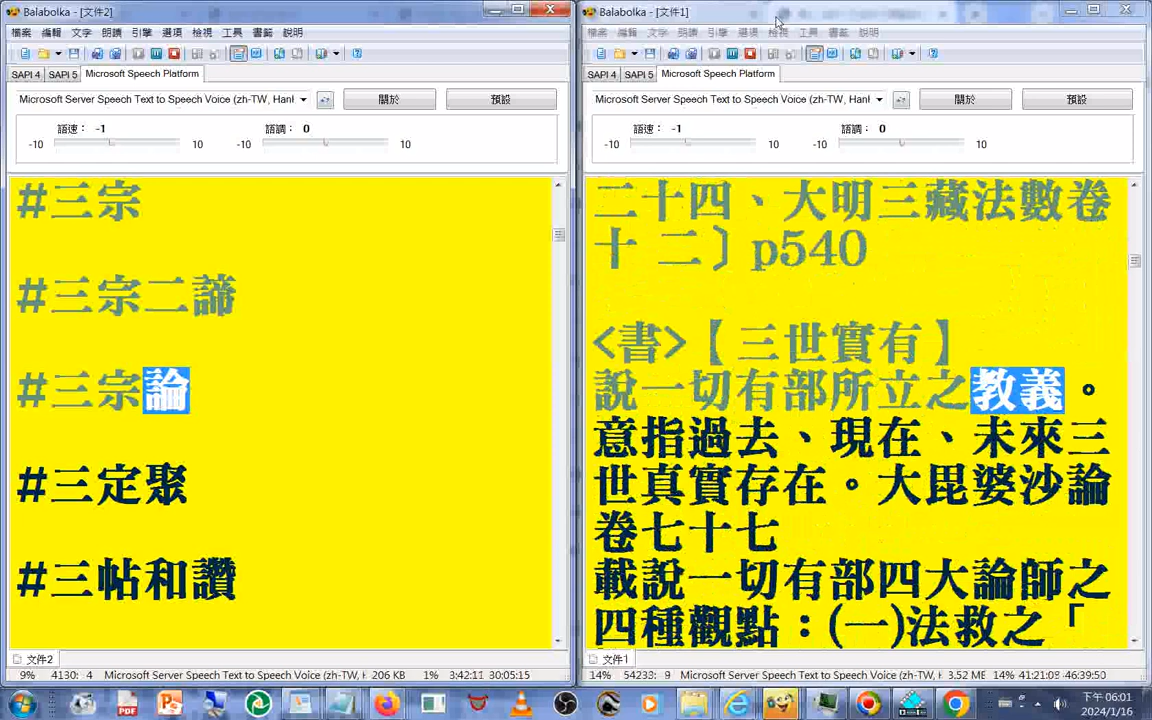 Balabolka - [文件2]
檔案 編輯 文字 朗讀 引擎 選項 檢視 工具 書籤 說明
SAPI 4 SAPI 5 Microsoft Speech Platform
Microsoft Server Speech Text to Speech Voice (zh-TW, Hanl
關於 預設
語速： -1 語調： 0
-10 10 -10 10
#三宗
#三宗二諦
#三宗論
#三定聚
#三帖和讚
文件2
9% 4130: 4 Microsoft Server Speech Text to Speech Voice (zh-TW, H 206 KB 1% 3:42:11 30:05:15
Balabolka - [文件1]
檔案 編輯 文字 朗讀 引擎 選項 檢視 工具 書籤 說明
SAPI 4 SAPI 5 Microsoft Speech Platform
Microsoft Server Speech Text to Speech Voice (zh-TW, Hanl
關於 預設
語速： -1 語調： 0
-10 10 -10 10
二十四、大明三藏法數卷
十 二〕p540
<書>【三世實有】
說一切有部所立之教義。
意指過去、現在、未來三
世真實存在。大毘婆沙論
卷七十七
載說一切有部四大論師之
四種觀點：(一)法救之「
文件1
14% 54233: 9 Microsoft Server Speech Text to Speech Voice (zh-TW, H 3.52 MB 14% 41:21:09 46:39:50
下午 06:01
2024/1/16